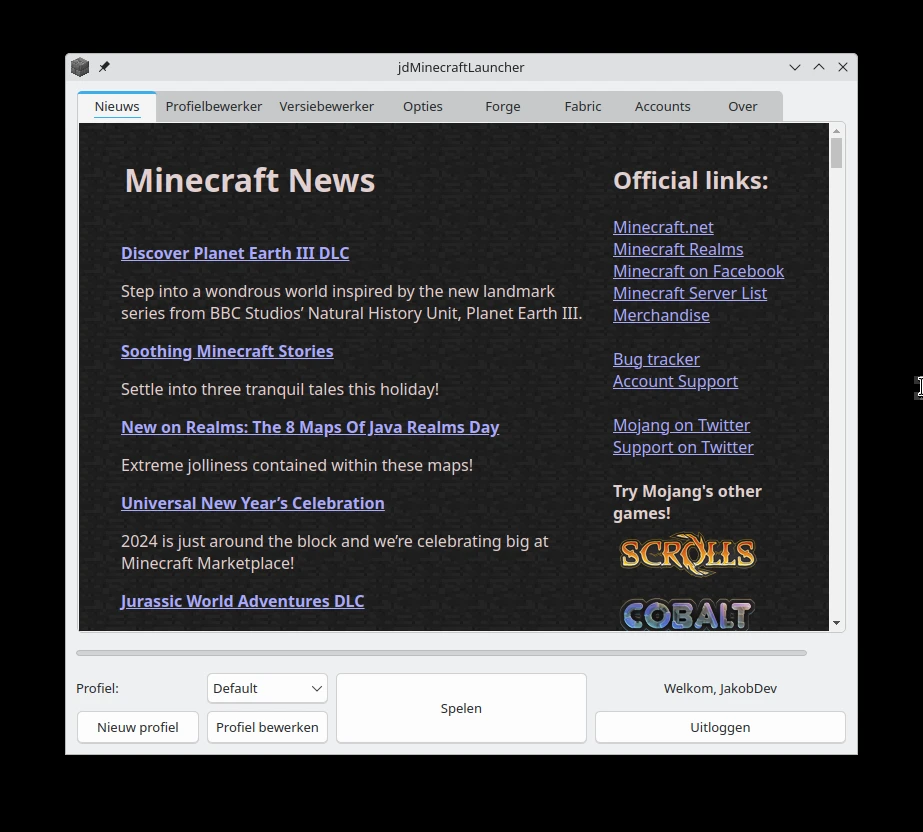 jdMinecraftLauncher
Nieuws Profielbewerker Versiebewerker Opties Forge Fabric Accounts Over
Minecraft News
Discover Planet Earth III DLC
Step into a wondrous world inspired by the new landmark
series from BBC Studios’ Natural History Unit, Planet Earth III.
Soothing Minecraft Stories
Settle into three tranquil tales this holiday!
New on Realms: The 8 Maps Of Java Realms Day
Extreme jolliness contained within these maps!
Universal New Year’s Celebration
2024 is just around the block and we’re celebrating big at
Minecraft Marketplace!
Jurassic World Adventures DLC
Official links:
Minecraft.net
Minecraft Realms
Minecraft on Facebook
Minecraft Server List
Merchandise
Bug tracker
Account Support
Mojang on Twitter
Support on Twitter
Try Mojang's other
games!
SCROLLS
COBALT
Profiel:
Default
Nieuw profiel
Profiel bewerken
Spelen
Welkom, JakobDev
Uitloggen